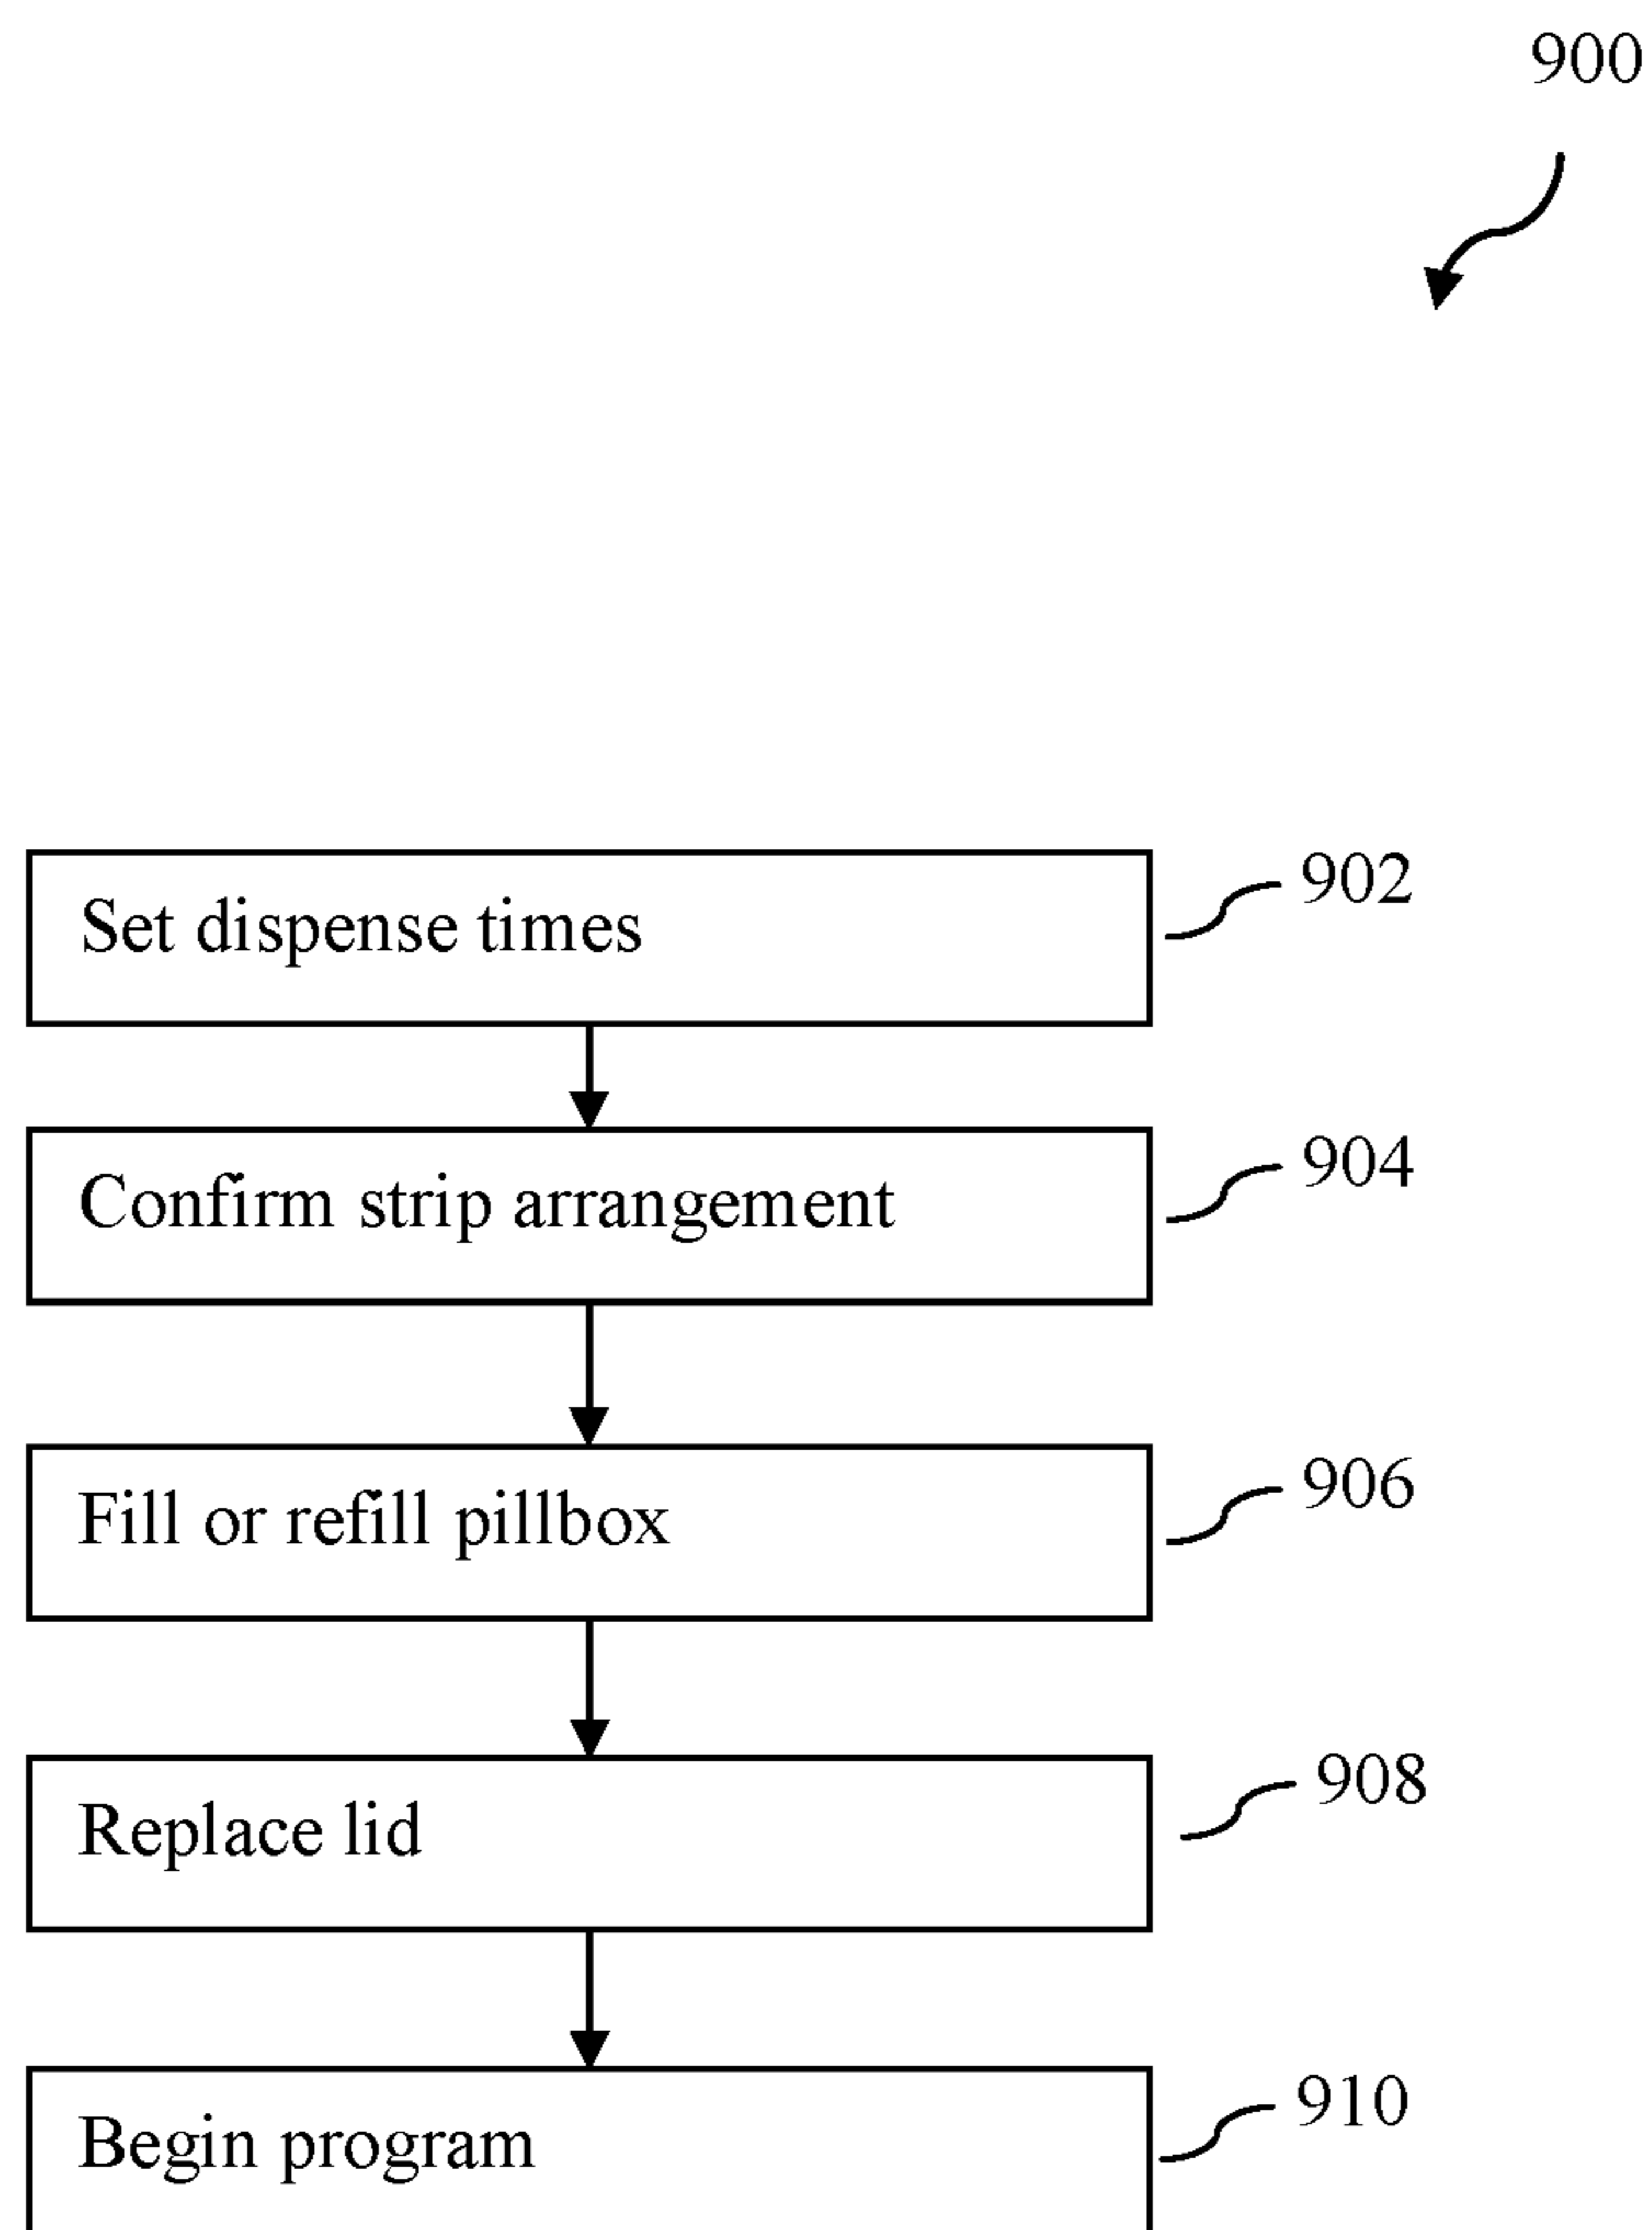 900
Set dispense times
902
Confirm strip arrangement
904
Fill or refill pillbox
906
Replace lid
908
Begin program
910